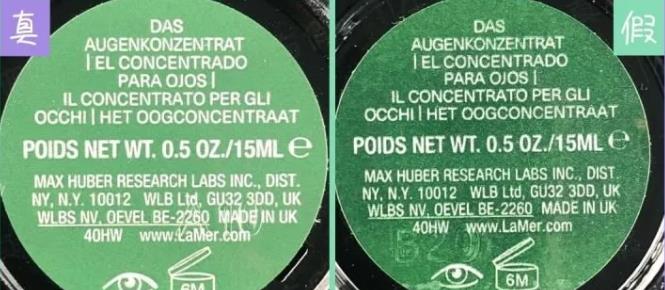 真
DAS
AUGENKONZENTRAT
| EL CONCENTRADO
PARA OJOS |
IL CONCENTRATO PER GLI
OCCHI | HET OOGCONCENTRAAT
POIDS NET WT. 0.5 OZ./15ML ℮
MAX HUBER RESEARCH LABS INC., DIST.
NY, N.Y. 10012 WLB Ltd, GU32 3DD, UK
WLBS NV, OEVEL BE-2260 MADE IN UK
40HW www.LaMer.com
6M
假
DAS
AUGENKONZENTRAT
| EL CONCENTRADO
PARA OJOS |
IL CONCENTRATO PER GLI
OCCHI | HET OOGCONCENTRAAT
POIDS NET WT. 0.5 OZ./15ML ℮
MAX HUBER RESEARCH LABS INC., DIST.
NY, N.Y. 10012 WLB Ltd, GU32 3DD, UK
WLBS NV, OEVEL BE-2260 MADE IN UK
40HW www.LaMer.com
B20
6M